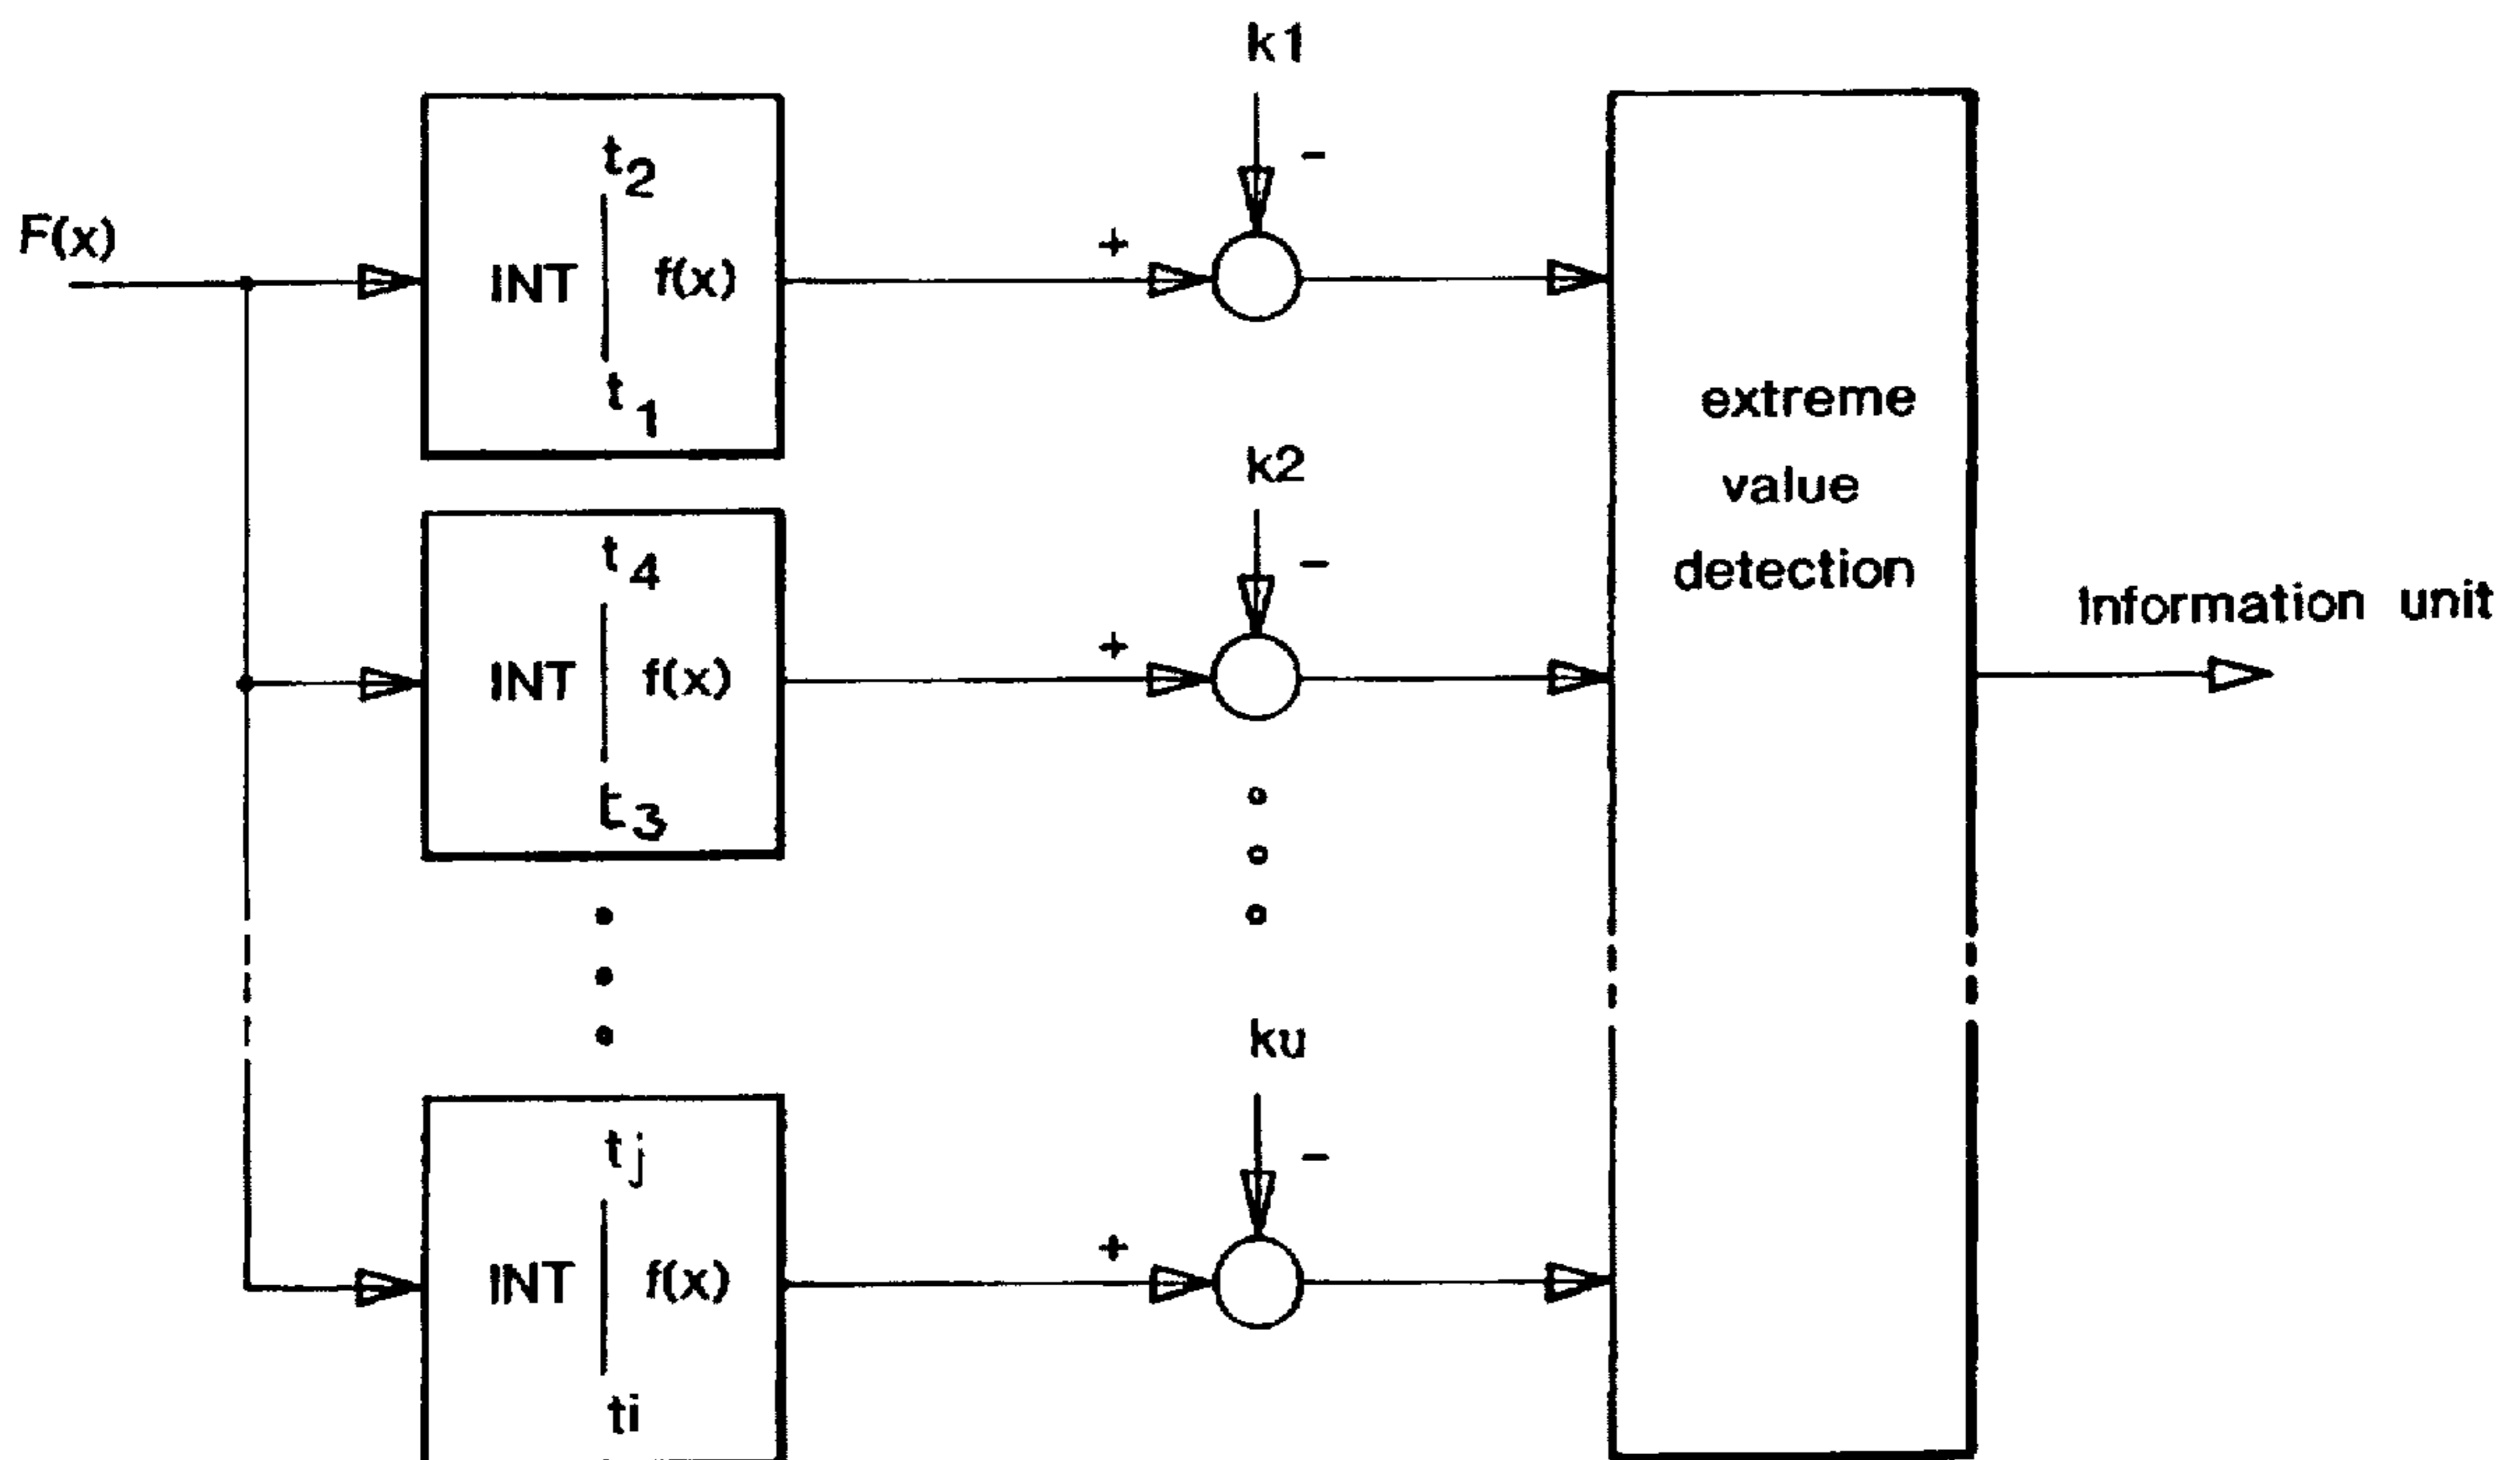 k1
F(x)
t2
INT f(x)
t1
+
-
k2
t4
INT f(x)
t3
+
-
extreme
value
detection
Information unit
ku
tj
INT f(x)
ti
+
-